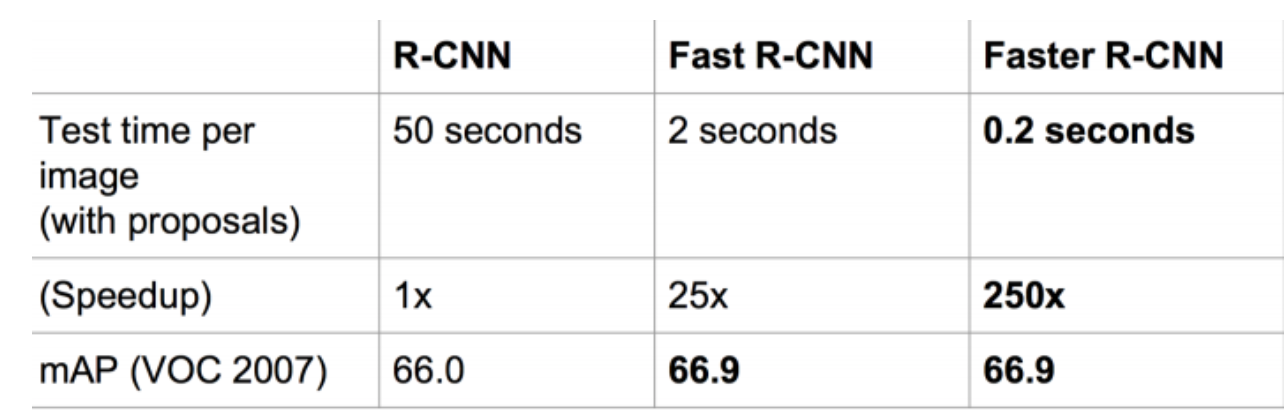 R-CNN Fast R-CNN Faster R-CNN
Test time per image (with proposals) 50 seconds 2 seconds 0.2 seconds
(Speedup) 1x 25x 250x
mAP (VOC 2007) 66.0 66.9 66.9